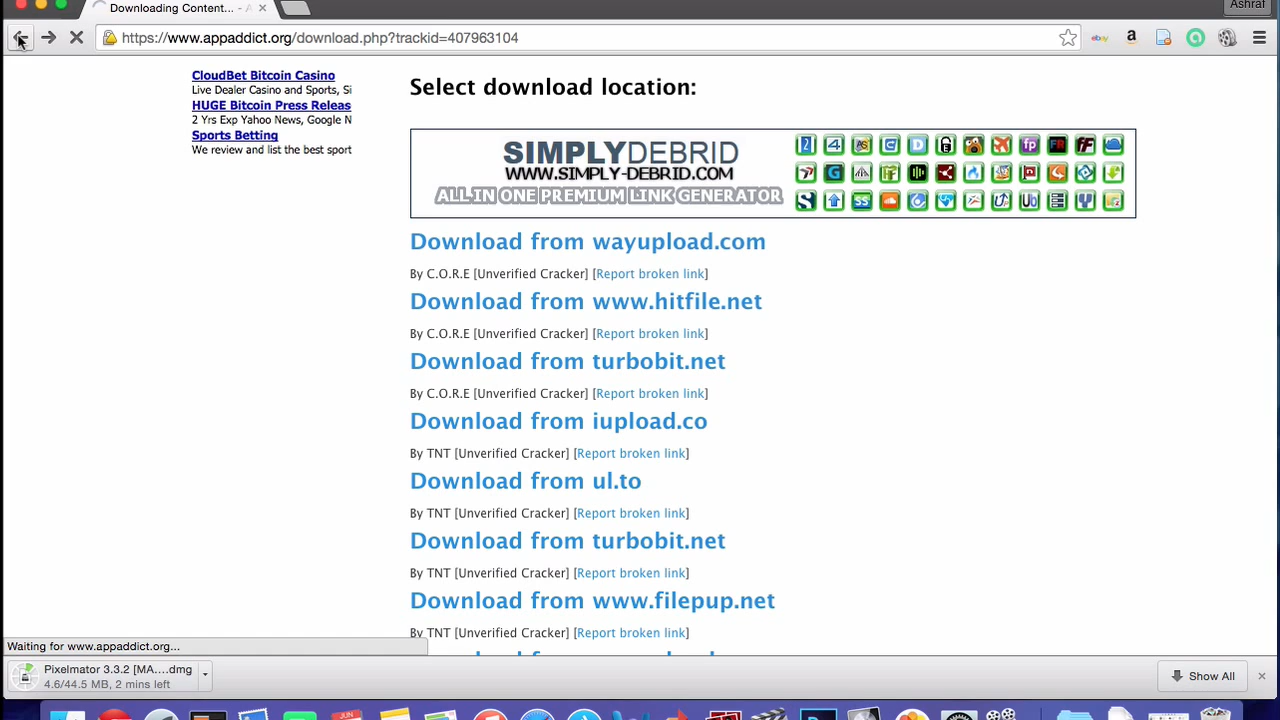 Downloading Content... - A
Ashraf
https://www.appaddict.org/download.php?trackid=407963104
ebay
a
CloudBet Bitcoin Casino
Live Dealer Casino and Sports, Si
HUGE Bitcoin Press Releas
2 Yrs Exp Yahoo News, Google N
Sports Betting
We review and list the best sport
Select download location:
SIMPLYDEBRID
WWW.SIMPLY-DEBRID.COM
ALL IN ONE PREMIUM LINK GENERATOR
Download from wayupload.com
By C.O.R.E [Unverified Cracker] [Report broken link]
Download from www.hitfile.net
By C.O.R.E [Unverified Cracker] [Report broken link]
Download from turbobit.net
By C.O.R.E [Unverified Cracker] [Report broken link]
Download from iupload.co
By TNT [Unverified Cracker] [Report broken link]
Download from ul.to
By TNT [Unverified Cracker] [Report broken link]
Download from turbobit.net
By TNT [Unverified Cracker] [Report broken link]
Download from www.filepup.net
By TNT [Unverified Cracker] [Report broken link]
Waiting for www.appaddict.org...
Pixelmator 3.3.2 [MA....dmg
4.6/44.5 MB, 2 mins left
Show All
JUN